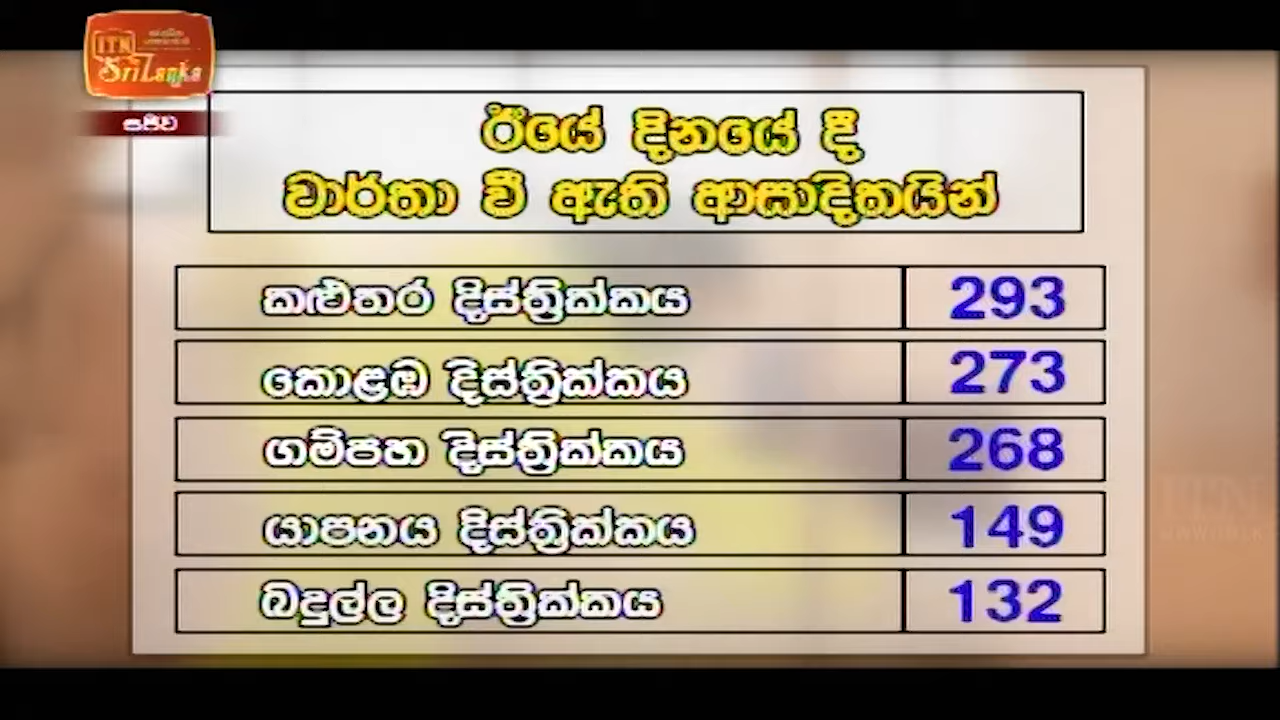 ITN
Sri Lanka
සජීව
ඊයේ දිනයේ දී
වාර්තා වී ඇති ආසාදිතයින්
කළුතර දිස්ත්‍රික්කය 293
කොළඹ දිස්ත්‍රික්කය 273
ගම්පහ දිස්ත්‍රික්කය 268
යාපනය දිස්ත්‍රික්කය 149
බදුල්ල දිස්ත්‍රික්කය 132